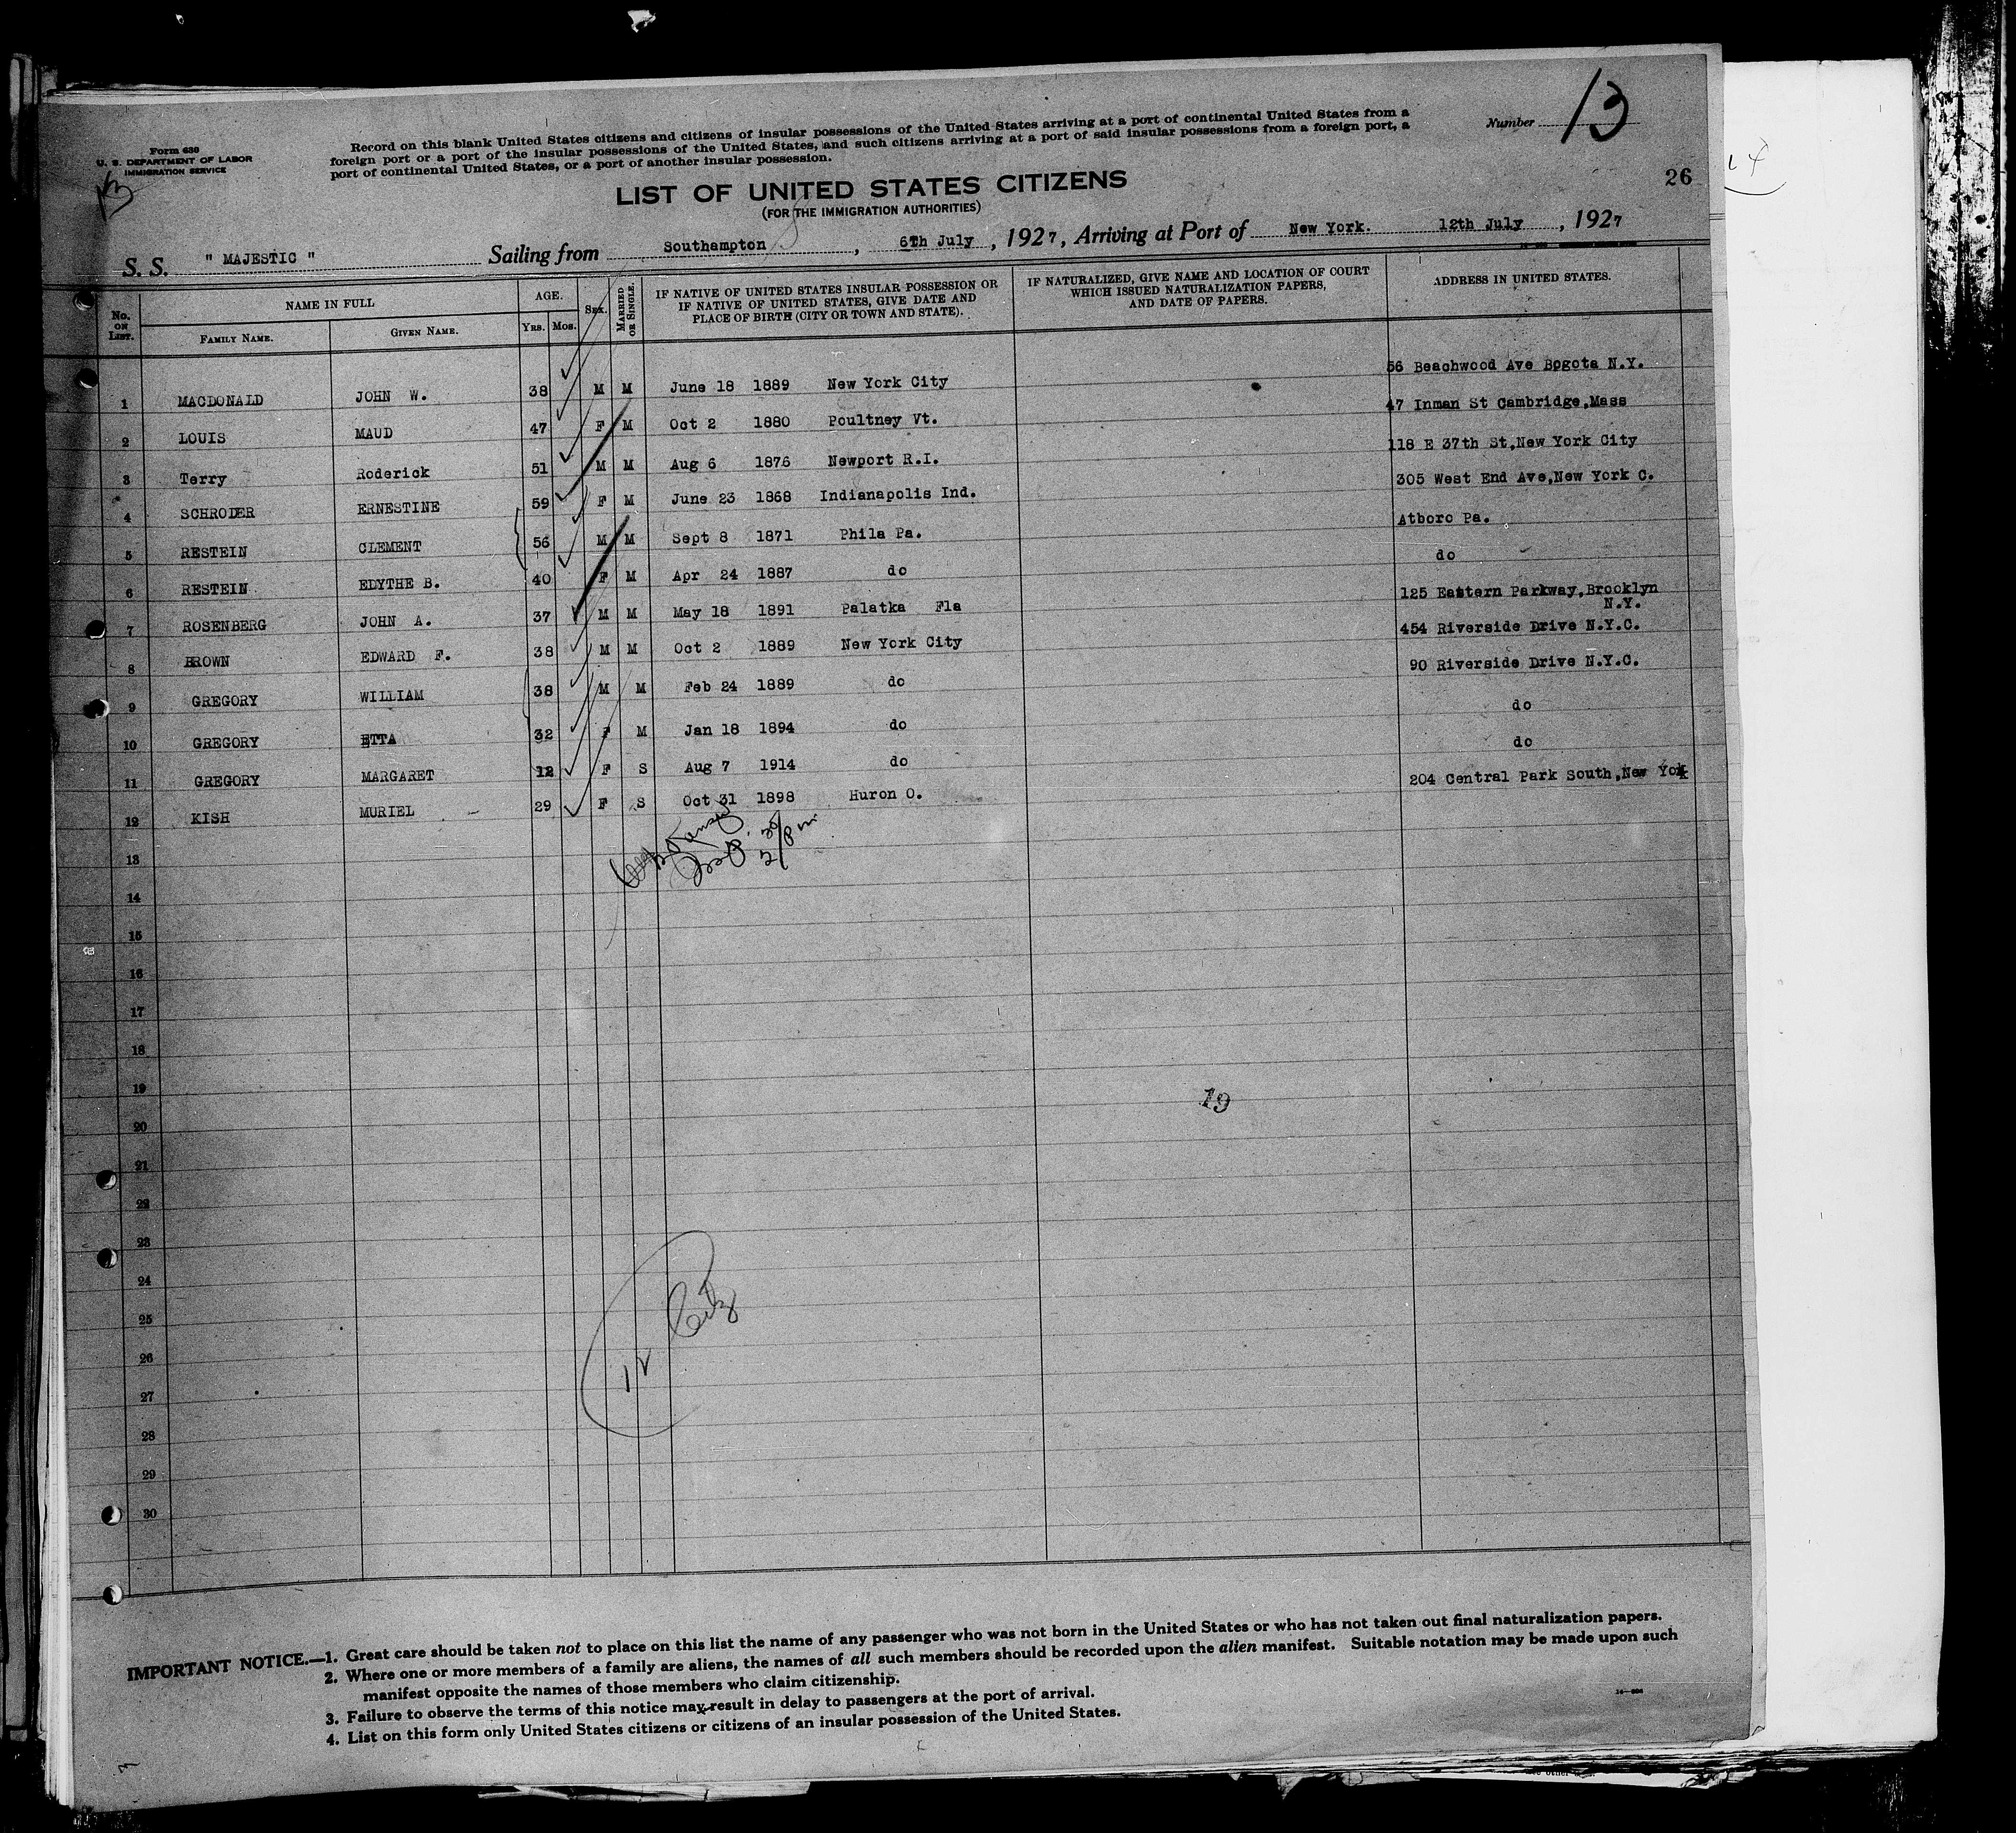 Number 13
Form 630
U. S. DEPARTMENT OF LABOR
IMMIGRATION SERVICE
13
Record on this blank United States citizens and citizens of insular possessions of the United States arriving at a port of continental United States from a
foreign port or a port of the insular possessions of the United States, and such citizens arriving at a port of said insular possessions from a foreign port, a
port of continental United States, or a port of another insular possession.
26
LIST OF UNITED STATES CITIZENS
(FOR THE IMMIGRATION AUTHORITIES)
S. S. " MAJESTIC " Sailing from Southampton, 6Th July, 1927, Arriving at Port of New York. 12th July, 1927
No. ON LIST. NAME IN FULL AGE. SEX. MARRIED OR SINGLE. IF NATIVE OF UNITED STATES INSULAR POSSESSION OR IF NATIVE OF UNITED STATES, GIVE DATE AND PLACE OF BIRTH (CITY OR TOWN AND STATE). IF NATURALIZED, GIVE NAME AND LOCATION OF COURT WHICH ISSUED NATURALIZATION PAPERS, AND DATE OF PAPERS. ADDRESS IN UNITED STATES.
FAMILY NAME. GIVEN NAME. YRS. MOS.
1 MACDONALD JOHN W. 38 M M June 18 1889 New York City 56 Beachwood Ave Bogota N.Y.
2 LOUIS MAUD 47 F M Oct 2 1880 Poultney Vt. 47 Inman St Cambridge,Mass
3 Terry Roderick 51 M M Aug 6 1876 Newport R.I. 118 E 37th St,New York City
4 SCHRODER ERNESTINE 59 F M June 23 1868 Indianapolis Ind. 305 West End Ave,New York C.
5 RESTEIN CLEMENT 56 M M Sept 8 1871 Phila Pa. Atboro Pa.
6 RESTEIN EDYTHE B. 40 F M Apr 24 1887 do do
7 ROSENBERG JOHN A. 37 M M May 18 1891 Palatka Fla 125 Eastern Parkway,Brooklyn N.Y.
8 BROWN EDWARD F. 38 M M Oct 2 1889 New York City 454 Riverside Drive N.Y.C.
9 GREGORY WILLIAM 38 M M Feb 24 1889 do 90 Riverside Drive N.Y.C.
10 GREGORY ETTA 32 F M Jan 18 1894 do do
11 GREGORY MARGARET 12 F S Aug 7 1914 do do
12 KISH MURIEL 29 F S Oct 31 1898 Huron O. 204 Central Park South,New York
13
14
15
16
17
18
19
19
20
21
22
23
24
25
12 Citz
26
27
28
29
30
IMPORTANT NOTICE.—1. Great care should be taken not to place on this list the name of any passenger who was not born in the United States or who has not taken out final naturalization papers.
2. Where one or more members of a family are aliens, the names of all such members should be recorded upon the alien manifest. Suitable notation may be made upon such
manifest opposite the names of those members who claim citizenship.
3. Failure to observe the terms of this notice may result in delay to passengers at the port of arrival.
4. List on this form only United States citizens or citizens of an insular possession of the United States.